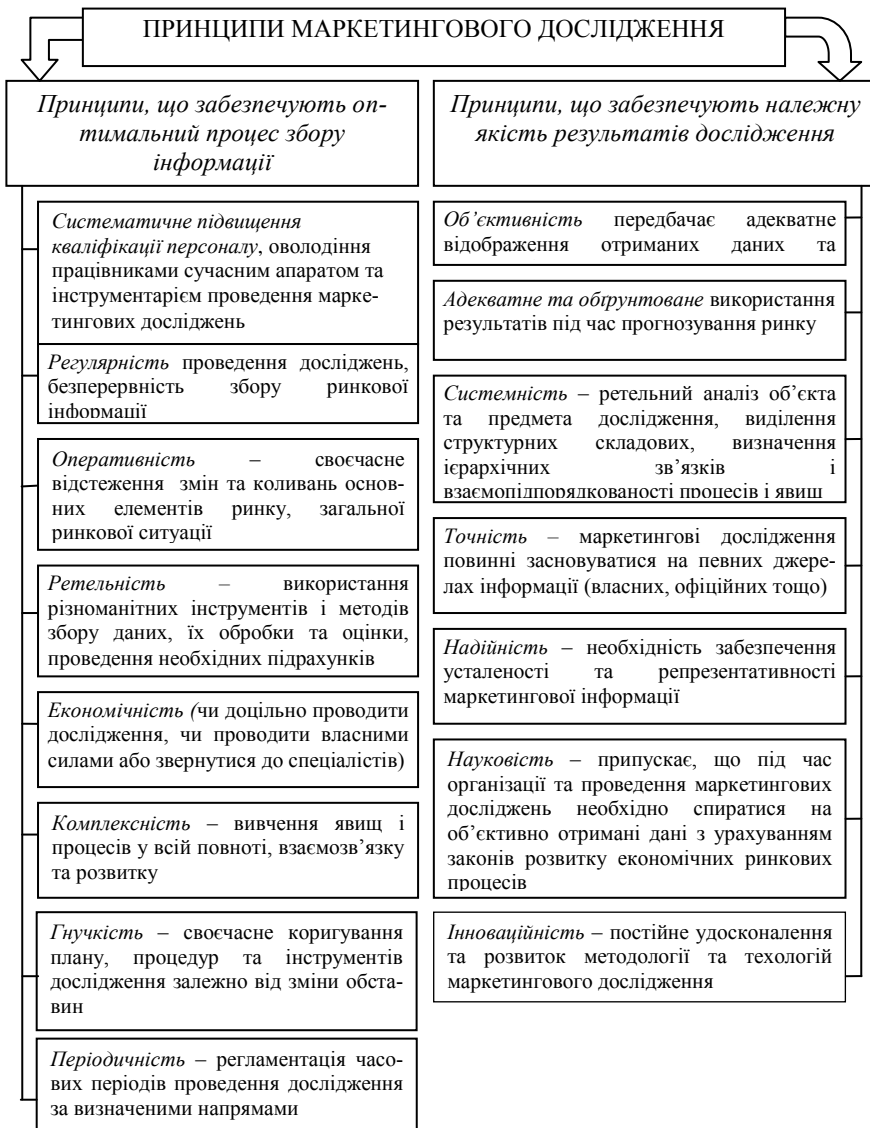 ПРИНЦИПИ МАРКЕТИНГОВОГО ДОСЛІДЖЕННЯ
Принципи, що забезпечують оп-
тимальний процес збору
інформації
Систематичне підвищення
кваліфікації персоналу, оволодіння
працівниками сучасним апаратом та
інструментарієм проведення марке-
тингових досліджень
Регулярність проведення досліджень,
безперервність збору ринкової
інформації
Оперативність – своєчасне
відстеження змін та коливань основ-
них елементів ринку, загальної
ринкової ситуації
Ретельність – використання
різноманітних інструментів і методів
збору даних, їх обробки та оцінки,
проведення необхідних підрахунків
Економічність (чи доцільно проводити
дослідження, чи проводити власними
силами або звернутися до спеціалістів)
Комплексність – вивчення явищ і
процесів у всій повноті, взаємозв’язку
та розвитку
Гнучкість – своєчасне коригування
плану, процедур та інструментів
дослідження залежно від зміни обста-
вин
Періодичність – регламентація часо-
вих періодів проведення дослідження
за визначеними напрямами
Принципи, що забезпечують належну
якість результатів дослідження
Об’єктивність передбачає адекватне
відображення отриманих даних та
Адекватне та обґрунтоване використання
результатів під час прогнозування ринку
Системність – ретельний аналіз об’єкта
та предмета дослідження, виділення
структурних складових, визначення
ієрархічних зв’язків і
взаємопідпорядкованості процесів і явищ
Точність – маркетингові дослідження
повинні засновуватися на певних джере-
лах інформації (власних, офіційних тощо)
Надійність – необхідність забезпечення
усталеності та репрезентативності
маркетингової інформації
Науковість – припускає, що під час
організації та проведення маркетингових
досліджень необхідно спиратися на
об’єктивно отримані дані з урахуванням
законів розвитку економічних ринкових
процесів
Інноваційність – постійне удосконалення
та розвиток методології та техологій
маркетингового дослідження